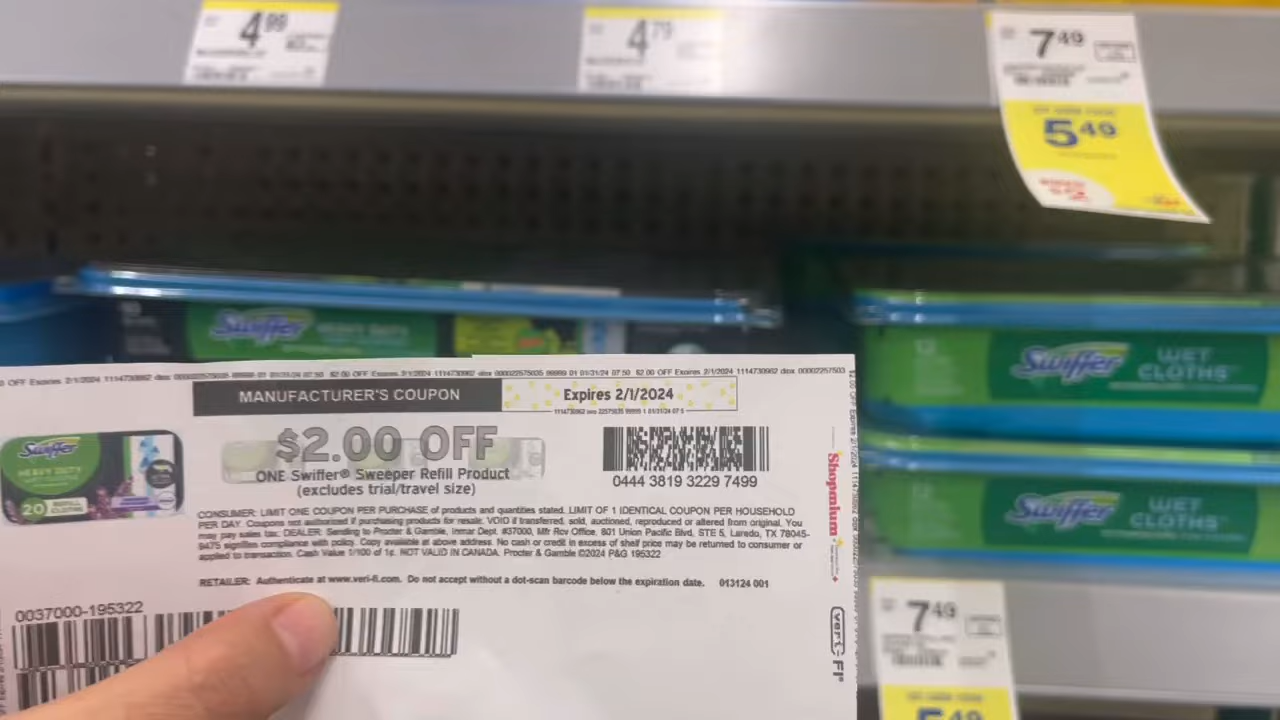 4 99
4 79
7 49
5 49
Swiffer HEAVY DUTY
Swiffer WET CLOTHS
Swiffer WET CLOTHS
MANUFACTURER'S COUPON
Expires 2/1/2024
$2.00 OFF
ONE Swiffer® Sweeper Refill Product
(excludes trial/travel size)
0444 3819 3229 7499
Swiffer
HEAVY DUTY
20 REFILL CLOTHS
CONSUMER: LIMIT ONE COUPON PER PURCHASE of products and quantities stated. LIMIT OF 1 IDENTICAL COUPON PER HOUSEHOLD
PER DAY. Coupons not authorized if purchasing products for resale. VOID if transferred, sold, auctioned, reproduced or altered from original. You
may pay sales tax. DEALER: Sending to Procter & Gamble, Inmar Dept. #37000, Mfr Rcv Office, 801 Union Pacific Blvd, STE 5, Laredo, TX 78045-
9475 signifies compliance with policy. Copy available at above address. No cash or credit in excess of shelf price may be returned to consumer or
applied to transaction. Cash Value 1/100 of 1¢. NOT VALID IN CANADA. Procter & Gamble ©2024 P&G 195322
RETAILER: Authenticate at www.veri-fi.com. Do not accept without a dot-scan barcode below the expiration date. 013124 001
0037000-195322
Shopmium
veri-fi
7 49
5 49